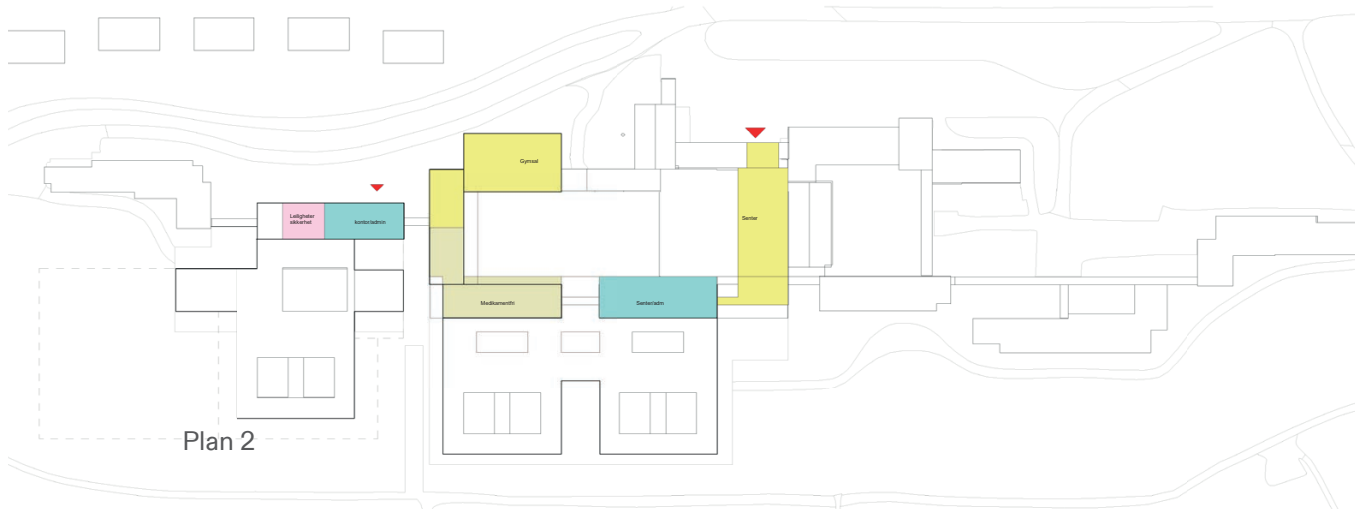 Gymsal
Leiligheter
sikkerhet
kontor/admin
Senter
Medikamentfri
Senter/adm
Plan 2